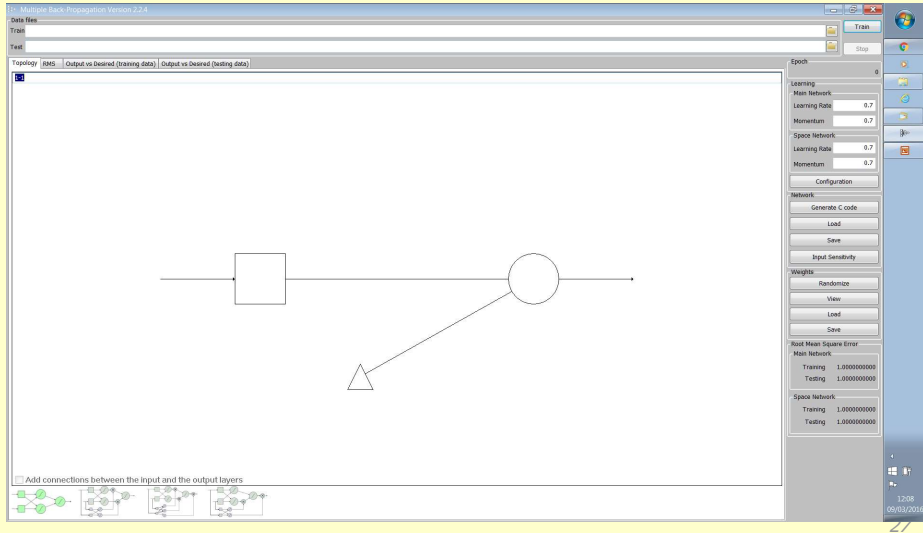 Multiple Back-Propagation Version 2.2.4
Data files
Train
Train
Test
Stop
Topology RMS Output vs Desired (training data) Output vs Desired (testing data)
1-1
Epoch
0
Learning
Main Network
Learning Rate 0.7
Momentum 0.7
Space Network
Learning Rate 0.7
Momentum 0.7
Configuration
Network
Generate C code
Load
Save
Input Sensitivity
Weights
Randomize
View
Load
Save
Root Mean Square Error
Main Network
Training 1.0000000000
Testing 1.0000000000
Space Network
Training 1.0000000000
Testing 1.0000000000
Add connections between the input and the output layers
12:08
09/03/2016
27